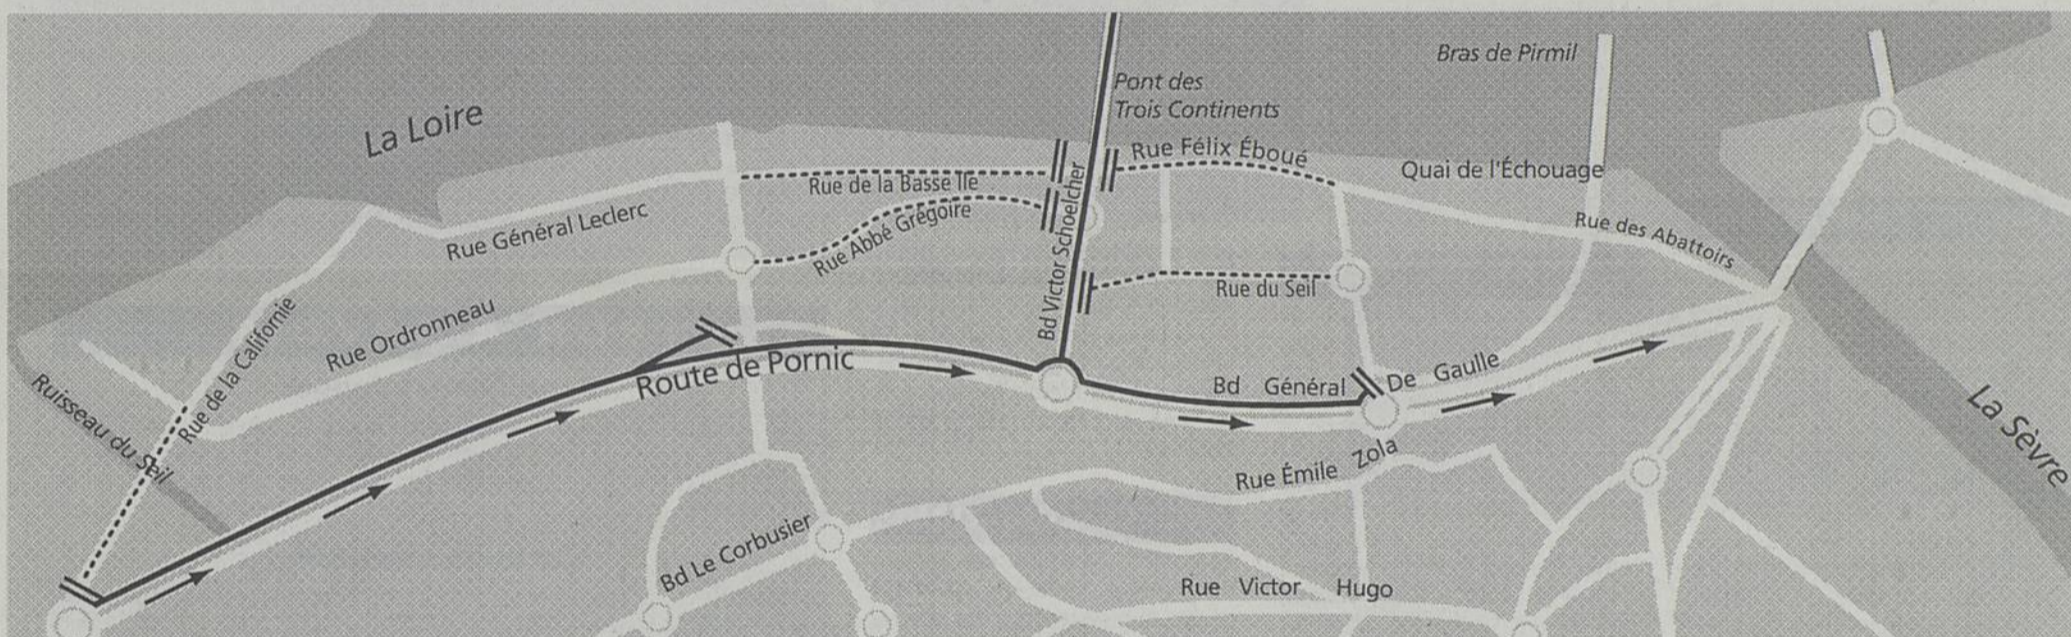 La Loire
Pont des
Trois Continents
Bras de Pirmil
Rue Félix Éboué
Quai de l'Échouage
Rue de la Basse Ile
Rue Général Leclerc
Rue Abbé Grégoire
Bd Victor Schoelcher
Rue des Abattoirs
Rue du Seil
Rue de la Californie
Rue Ordronneau
Route de Pornic
Bd Général De Gaulle
Ruisseau du Seil
La Sèvre
Rue Émile Zola
Bd Le Corbusier
Rue Victor Hugo